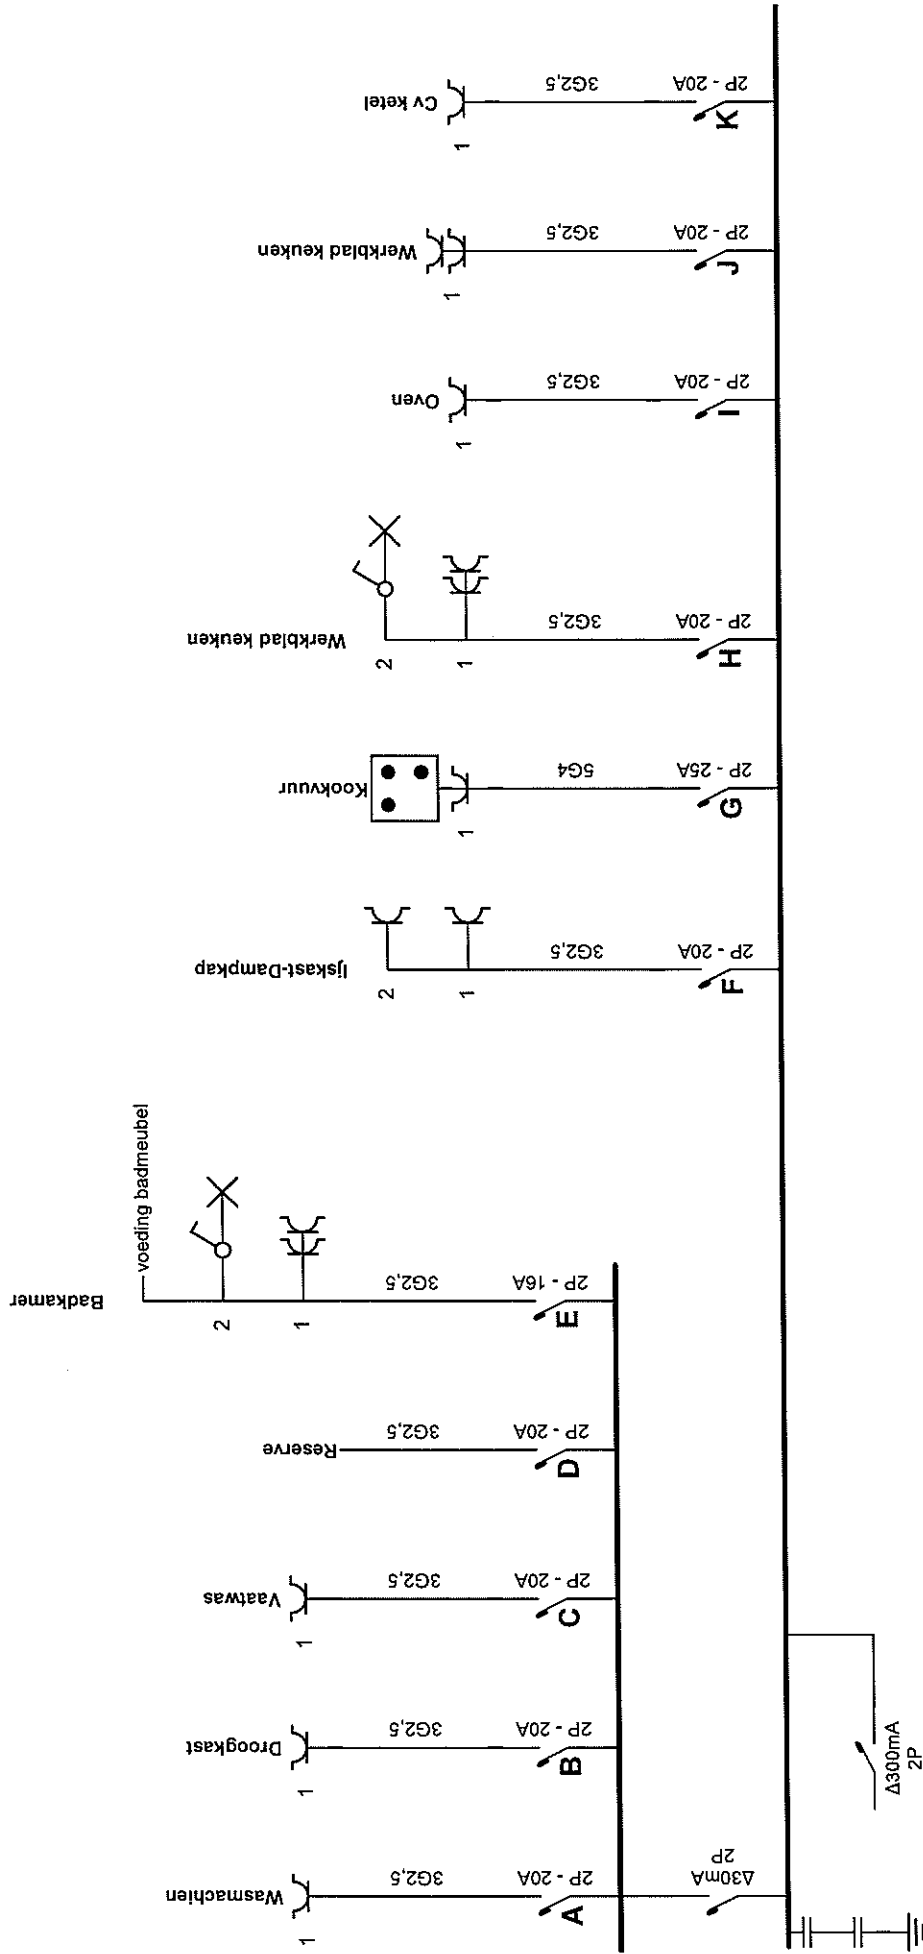 Wasmachien
1
3G2,5
2P - 20A
A
Droogkast
1
3G2,5
2P - 20A
B
Vaatwas
1
3G2,5
2P - 20A
C
Reserve
3G2,5
2P - 20A
D
Badkamer
voeding badmeubel
2
1
3G2,5
2P - 16A
E
Ijskast-Dampkap
2
1
3G2,5
2P - 20A
F
Kookvuur
1
5G4
2P - 25A
G
Werkblad keuken
2
1
3G2,5
2P - 20A
H
Oven
1
3G2,5
2P - 20A
I
Werkblad keuken
1
3G2,5
2P - 20A
J
Cv ketel
1
3G2,5
2P - 20A
K
Δ30mA
2P
Δ300mA
2P